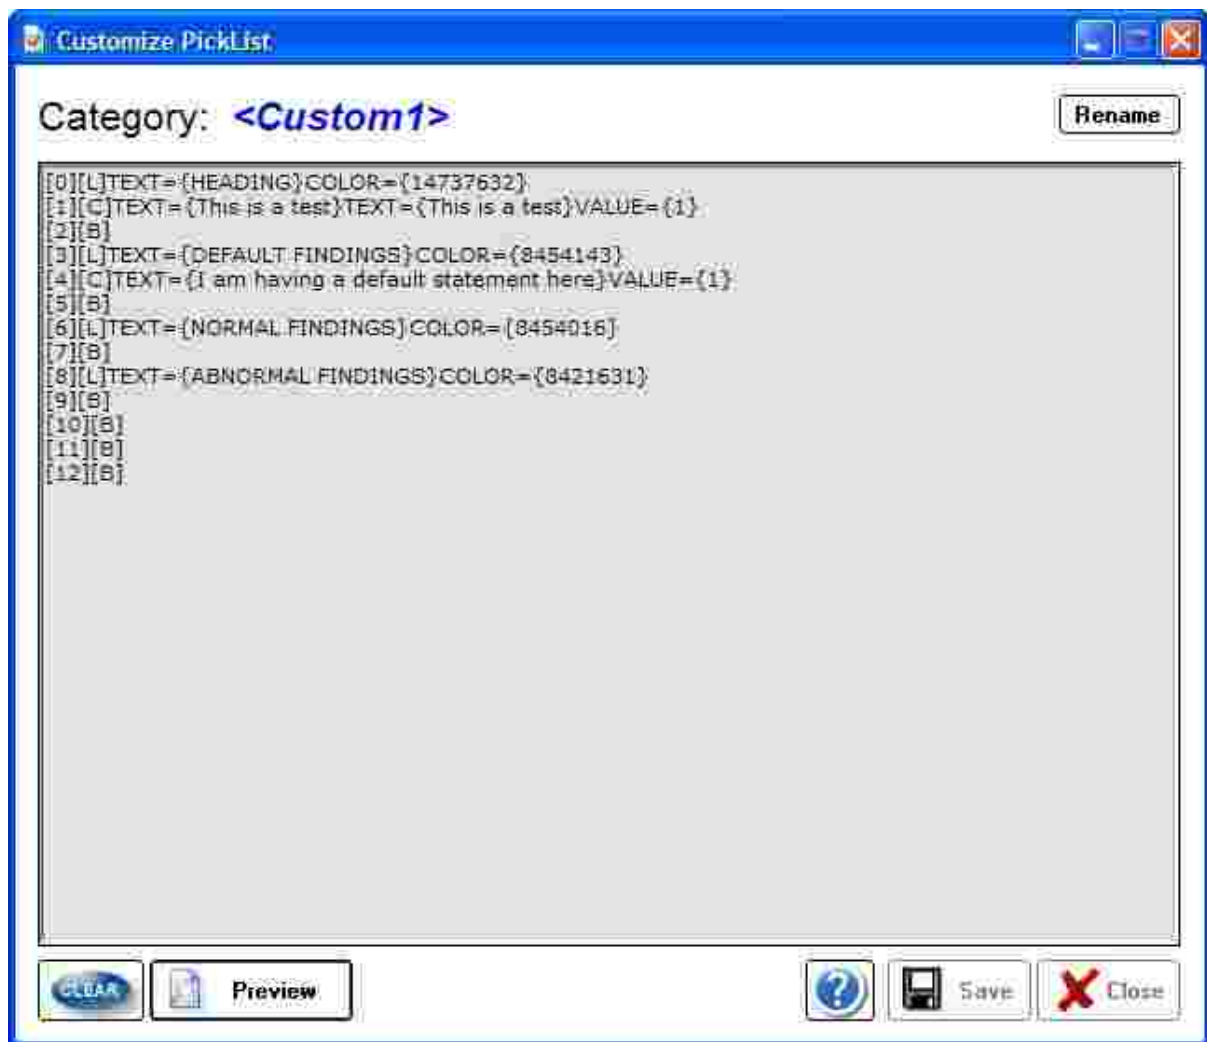 Customize PickList
Category: <Custom1>
Rename
[0][L]TEXT={HEADING}COLOR={14737632}
[1][C]TEXT={This is a test}TEXT={This is a test}VALUE={1}
[2][B]
[3][L]TEXT={DEFAULT FINDINGS}COLOR={8454143}
[4][C]TEXT={I am having a default statement here}VALUE={1}
[5][B]
[6][L]TEXT={NORMAL FINDINGS}COLOR={8454016}
[7][B]
[8][L]TEXT={ABNORMAL FINDINGS}COLOR={8421631}
[9][B]
[10][B]
[11][B]
[12][B]
CLEAR Preview ? Save Close